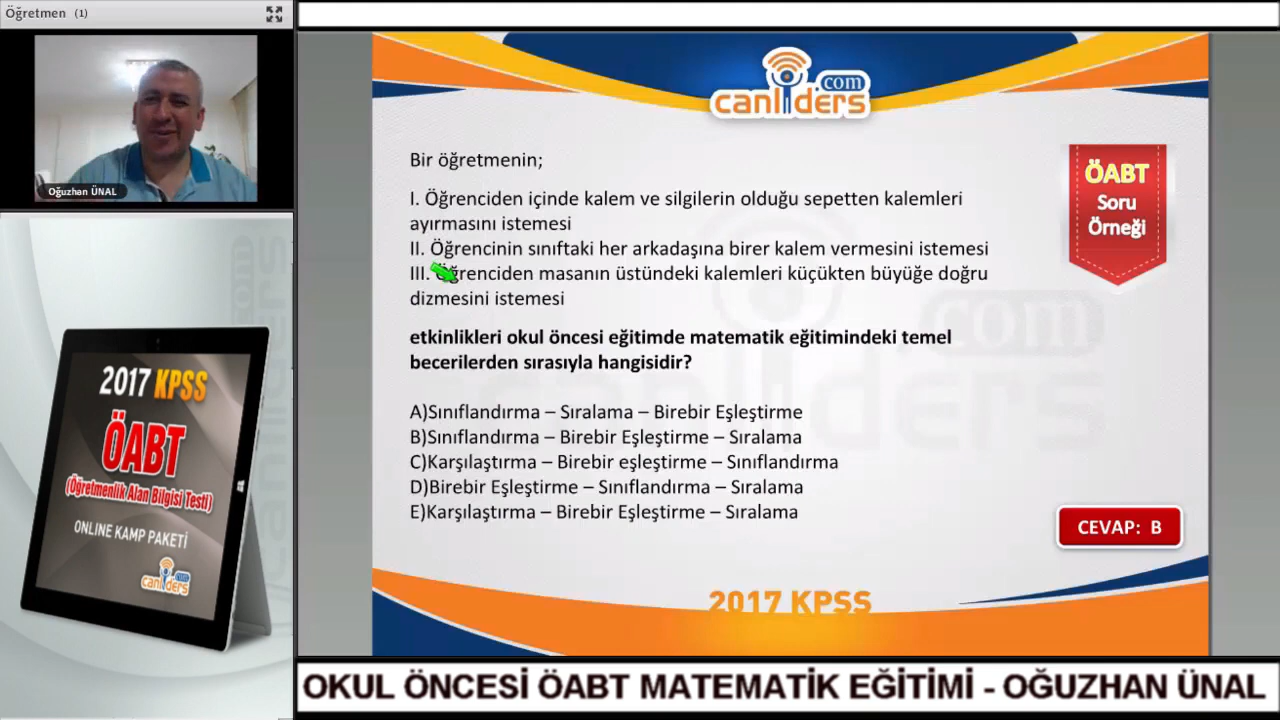 Öğretmen (1)
Oğuzhan ÜNAL
canlıders
com
Bir öğretmenin;
I. Öğrenciden içinde kalem ve silgilerin olduğu sepetten kalemleri
ayırmasını istemesi
II. Öğrencinin sınıftaki her arkadaşına birer kalem vermesini istemesi
III. Öğrenciden masanın üstündeki kalemleri küçükten büyüğe doğru
dizmesini istemesi
etkinlikleri okul öncesi eğitimde matematik eğitimindeki temel
becerilerden sırasıyla hangisidir?
A)Sınıflandırma – Sıralama – Birebir Eşleştirme
B)Sınıflandırma – Birebir Eşleştirme – Sıralama
C)Karşılaştırma – Birebir eşleştirme – Sınıflandırma
D)Birebir Eşleştirme – Sınıflandırma – Sıralama
E)Karşılaştırma – Birebir Eşleştirme – Sıralama
ÖABT
Soru
Örneği
CEVAP: B
2017 KPSS
2017 KPSS
ÖABT
(Öğretmenlik Alan Bilgisi Testi)
ONLINE KAMP PAKETİ
canlıders
com
OKUL ÖNCESİ ÖABT MATEMATİK EĞİTİMİ - OĞUZHAN ÜNAL